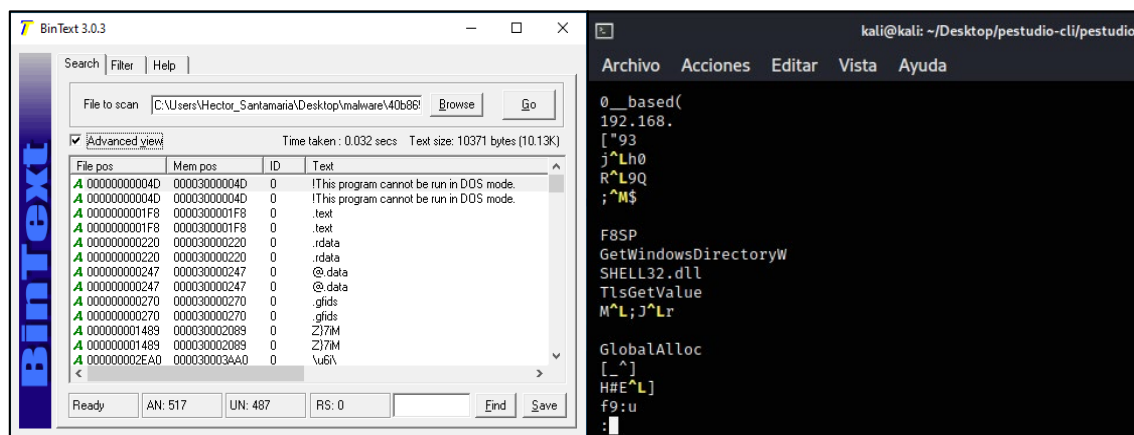 BinText 3.0.3
Search Filter Help
File to scan C:\Users\Hector_Santamaria\Desktop\malware\40b86! Browse Go
Advanced view Time taken : 0.032 secs Text size: 10371 bytes (10.13K)
File pos Mem pos ID Text
A 00000000004D 00003000004D 0 !This program cannot be run in DOS mode.
A 00000000004D 00003000004D 0 !This program cannot be run in DOS mode.
A 0000000001F8 0000300001F8 0 .text
A 0000000001F8 0000300001F8 0 .text
A 000000000220 000030000220 0 .rdata
A 000000000220 000030000220 0 .rdata
A 000000000247 000030000247 0 @.data
A 000000000247 000030000247 0 @.data
A 000000000270 000030000270 0 .gfids
A 000000000270 000030000270 0 .gfids
A 000000001489 000030002089 0 Z}7iM
A 000000001489 000030002089 0 Z}7iM
A 000000002EA0 000030003AA0 0 \u6i\
Ready AN: 517 UN: 487 RS: 0 Find Save
BinText
kali@kali: ~/Desktop/pestudio-cli/pestudio
Archivo Acciones Editar Vista Ayuda
0__based(
192.168.
["93
j^Lh0
R^L9Q
;^M$
F8SP
GetWindowsDirectoryW
SHELL32.dll
TlsGetValue
M^L;J^Lr
GlobalAlloc
[_^]
H#E^L]
f9:u
: